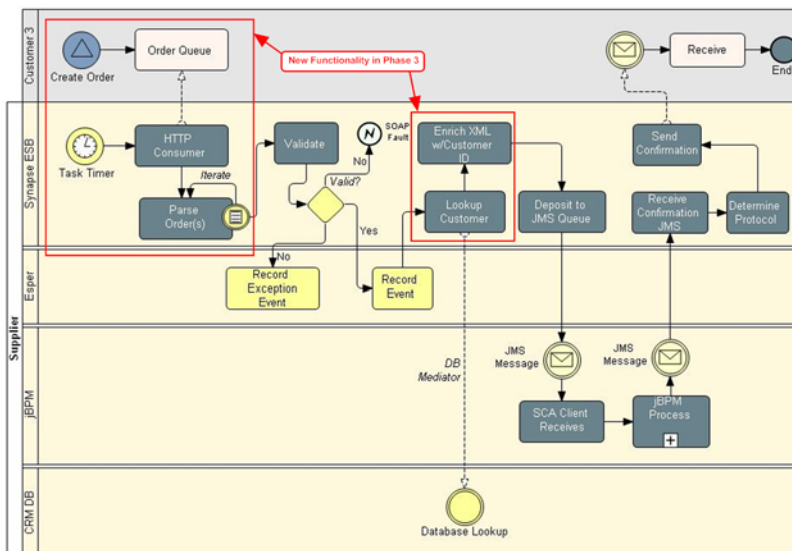 Customer 3
Create Order
Order Queue
New Functionality in Phase 3
Receive
End
Supplier
Synapse ESB
Task Timer
HTTP
Consumer
Iterate
Parse
Order(s)
Validate
Valid?
No
SOAP
Fault
Yes
No
Enrich XML
w/Customer
ID
Lookup
Customer
Deposit to
JMS Queue
Send
Confirmation
Receive
Confirmation
JMS
Determine
Protocol
Esper
Record
Exception
Event
Record
Event
jBPM
DB
Mediator
JMS
Message
JMS
Message
SCA Client
Receives
jBPM
Process
CRM DB
Database Lookup